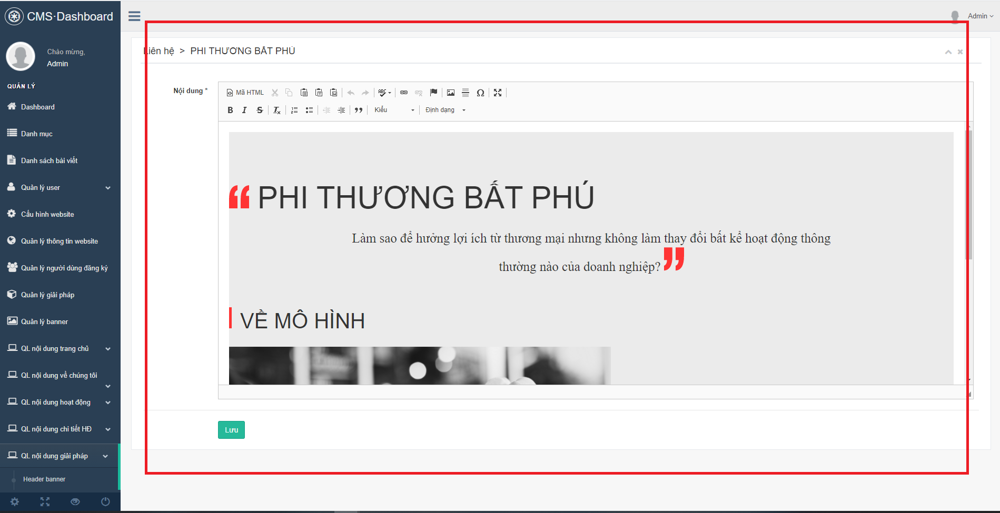 CMS·Dashboard
Admin
Chào mừng,
Admin
QUẢN LÝ
Dashboard
Danh mục
Danh sách bài viết
Quản lý user
Cấu hình website
Quản lý thông tin website
Quản lý người dùng đăng ký
Quản lý giải pháp
Quản lý banner
QL nội dung trang chủ
QL nội dung về chúng tôi
QL nội dung hoạt động
QL nội dung chi tiết HĐ
QL nội dung giải pháp
Header banner
Liên hệ > PHI THƯƠNG BẤT PHÚ
Nội dung *
Mã HTML
ABC
B I S Tx
Kiểu
Định dạng
“ PHI THƯƠNG BẤT PHÚ
Làm sao để hưởng lợi ích từ thương mại nhưng không làm thay đổi bất kể hoạt động thông
thường nào của doanh nghiệp? ”
VỀ MÔ HÌNH
Lưu